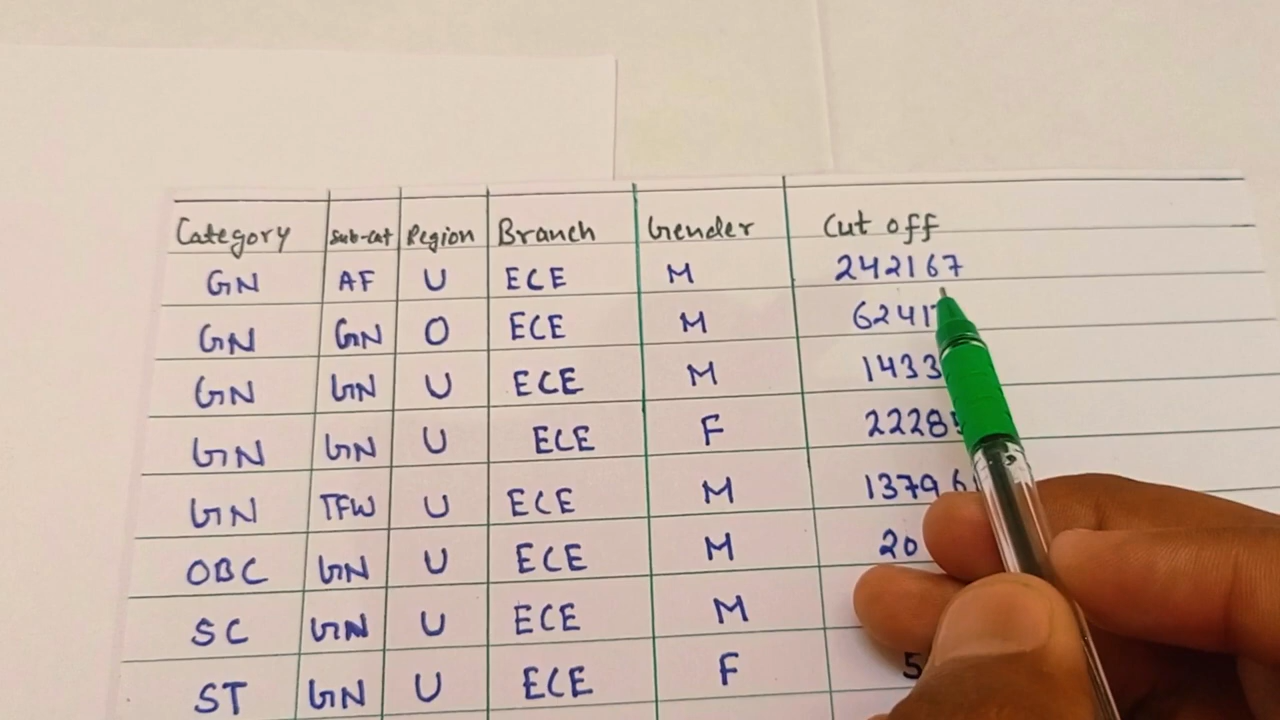 Category Sub-cat Region Branch Gender Cut off
GN AF U ECE M 242167
GN GN O ECE M
GN GN U ECE M
GN GN U ECE F
GN TFW U ECE M
OBC GN U ECE M
SC GN U ECE M
ST GN U ECE F